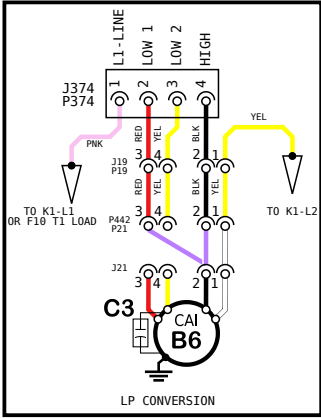 L1-LINE
LOW 1
LOW 2
HIGH
J374
P374
1
2
3
4
PNK
RED
YEL
BLK
YEL
J19
P19
3
4
2
1
TO K1-L1
OR F10 T1 LOAD
TO K1-L2
RED
YEL
BLK
YEL
P442
P21
3
4
2
1
J21
3
4
2
1
C3
CAI
B6
LP CONVERSION